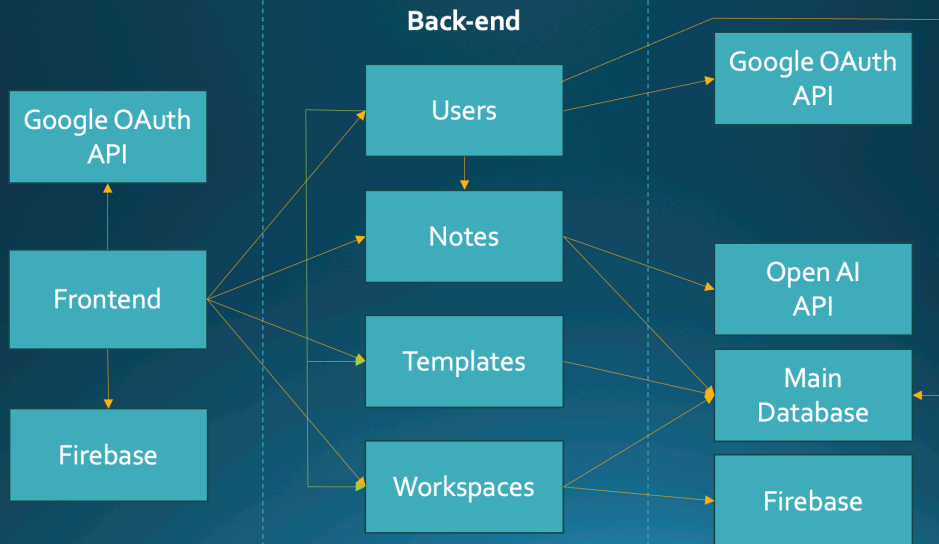 Back-end
Google OAuth
API
Frontend
Firebase
Users
Notes
Templates
Workspaces
Google OAuth
API
Open AI
API
Main
Database
Firebase